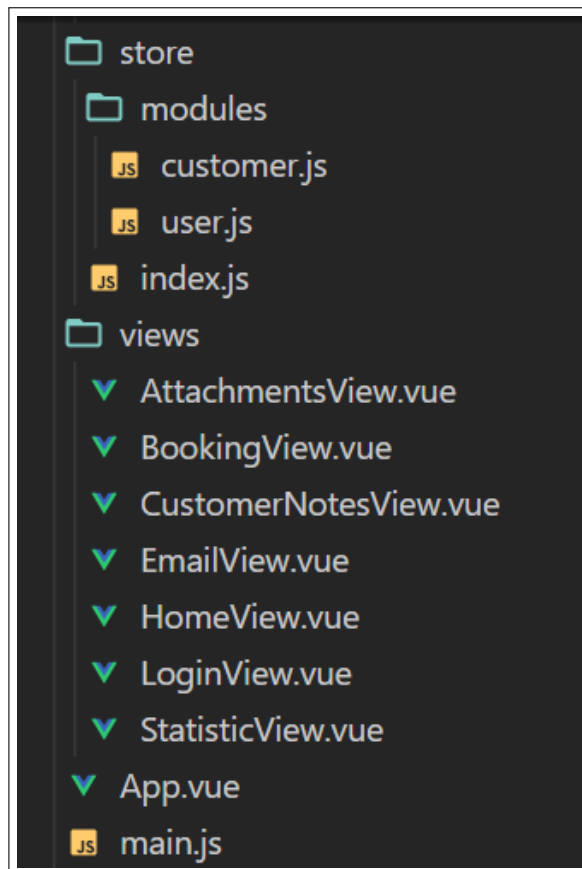 store
modules
JS customer.js
JS user.js
JS index.js
views
AttachmentsView.vue
BookingView.vue
CustomerNotesView.vue
EmailView.vue
HomeView.vue
LoginView.vue
StatisticView.vue
App.vue
JS main.js